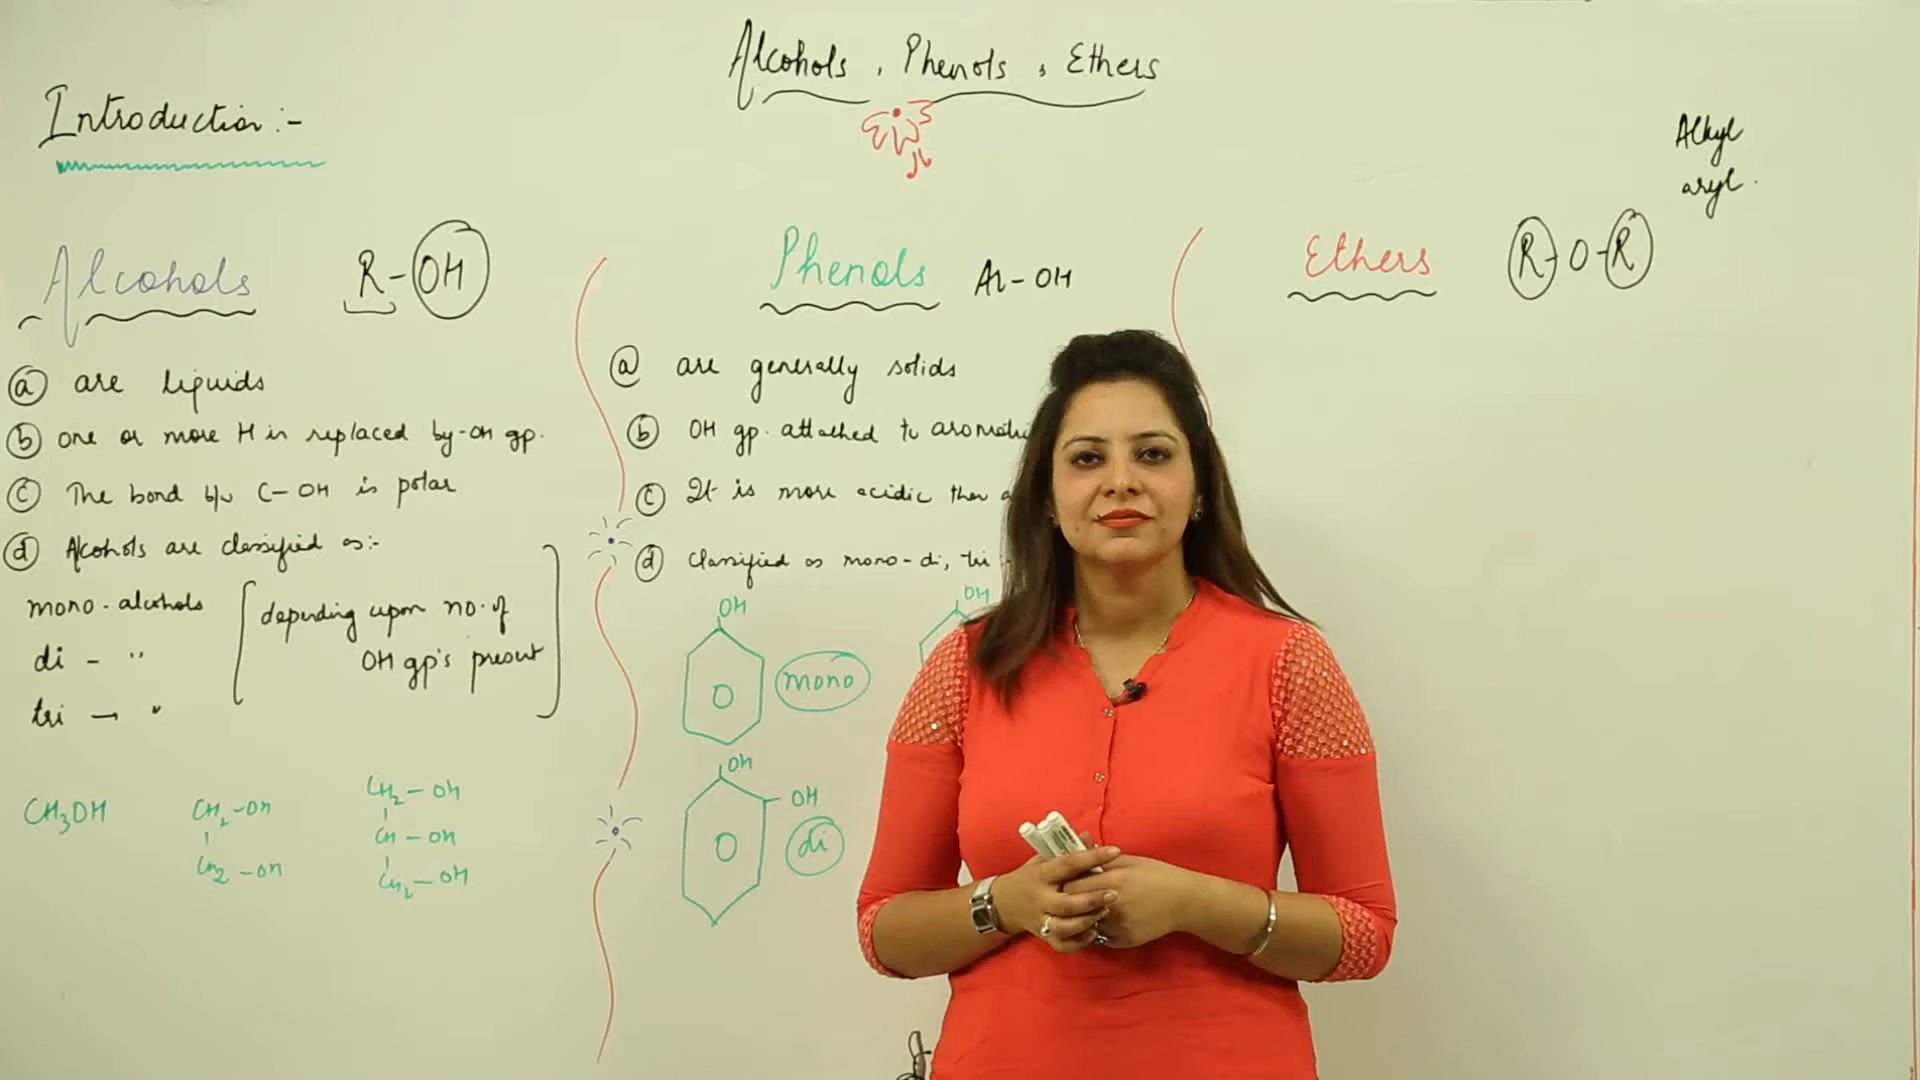 Alcohols, Phenols, Ethers
Introduction :-
Alkyl
aryl.
Alcohols R-OH
(a) are liquids
(b) one or more H is replaced by -OH gp.
(c) The bond b/w C-OH is polar
(d) Alcohols are classified as:-
mono-alcohols
di - "
tri - "
depending upon no. of
OH gp's present
CH3OH
CH2-OH
CH2-OH
CH2-OH
CH-OH
CH2-OH
Phenols Ar-OH
(a) are generally solids
(b) OH gp. attached to
(c) It is more acidic than
(d) Classified as mono-di, tri
OH
mono
OH
OH
OH
di
Ethers R-O-R